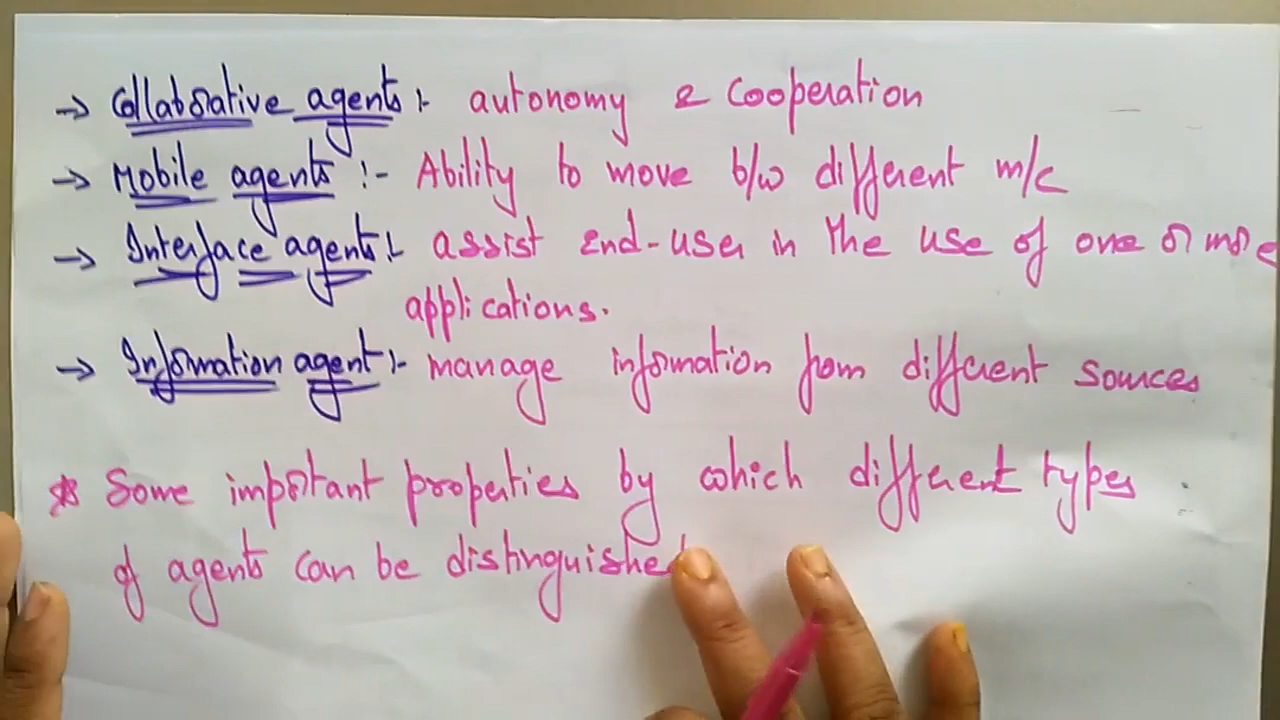 → Collaborative agents :- autonomy & Cooperation
→ Mobile agents :- Ability to move b/w different m/c
→ Interface agents :- assist End-user in the use of one or more
applications.
→ Information agent :- manage information from different sources
* Some important properties by which different types
of agents can be distinguished